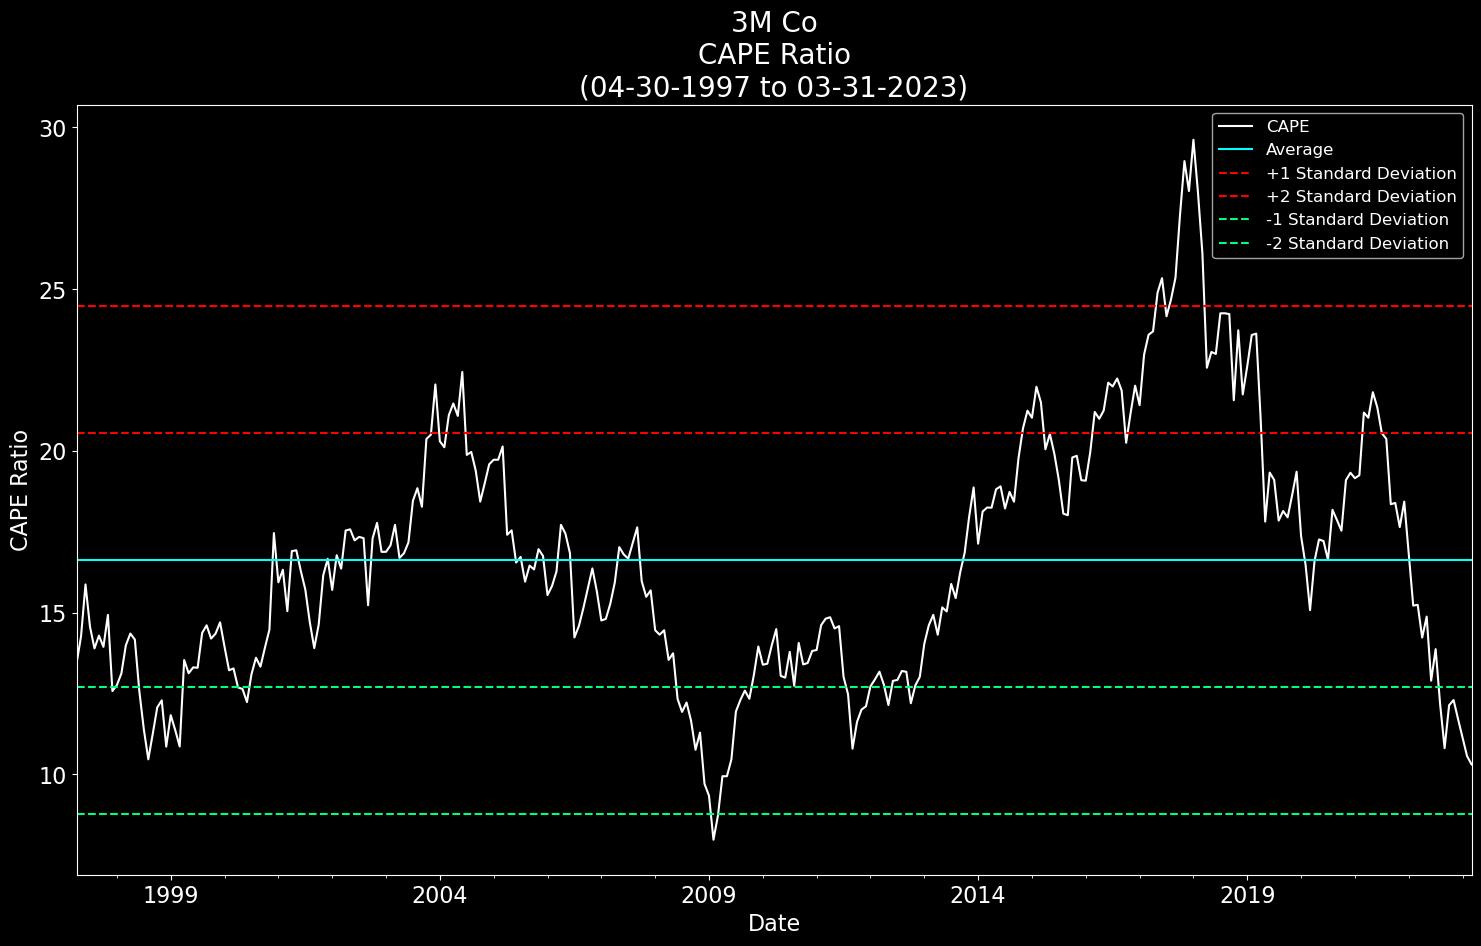 3M Co
CAPE Ratio
(04-30-1997 to 03-31-2023)
30
25
20
15
10
CAPE Ratio
CAPE
Average
+1 Standard Deviation
+2 Standard Deviation
-1 Standard Deviation
-2 Standard Deviation
1999
2004
2009
2014
2019
Date